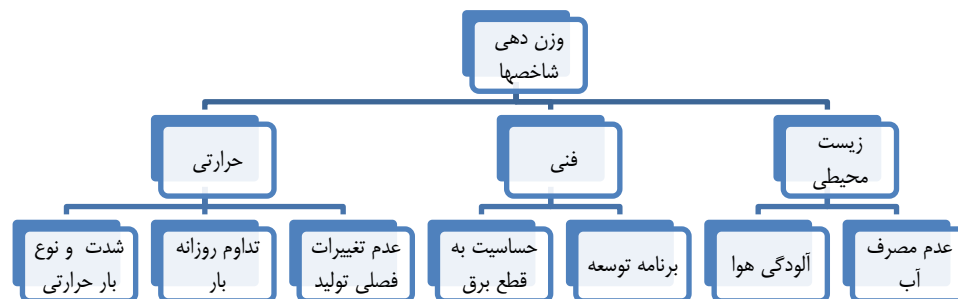 وزن دهی
شاخصها
زیست
محیطی
فنی
حرارتی
عدم مصرف
آب
آلودگی هوا
برنامه توسعه
حساسیت به
قطع برق
عدم تغییرات
فصلی تولید
تداوم روزانه
بار
شدت و نوع
بار حرارتی